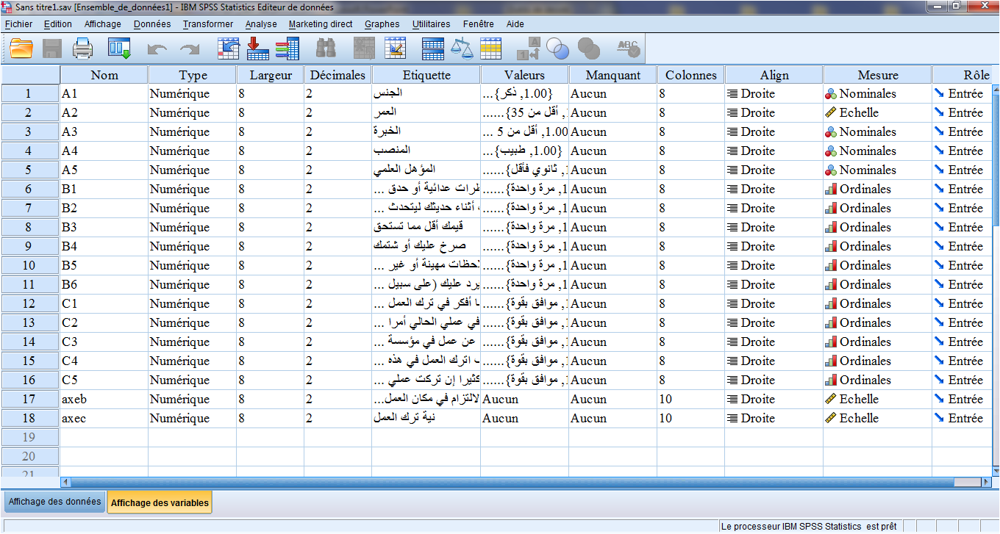 Sans titre1.sav [Ensemble_de_données1] - IBM SPSS Statistics Editeur de données
Fichier Edition Affichage Données Transformer Analyse Marketing direct Graphes Utilitaires Fenêtre Aide
Nom Type Largeur Décimales Etiquette Valeurs Manquant Colonnes Align Mesure Rôle
1 A1 Numérique 8 2 الجنس {1.00, ذكر}... Aucun 8 Droite Nominales Entrée
2 A2 Numérique 8 2 العمر 1, أقل من 35}...... Aucun 8 Droite Echelle Entrée
3 A3 Numérique 8 2 الخبرة 1.00, أقل من 5 ... Aucun 8 Droite Nominales Entrée
4 A4 Numérique 8 2 المنصب {1.00, طبيب}... Aucun 8 Droite Nominales Entrée
5 A5 Numérique 8 2 المؤهل العلمي 1, ثانوي فأقل}...... Aucun 8 Droite Nominales Entrée
6 B1 Numérique 8 2 ظرات عدائية أو حدق ... 1, مرة واحدة}...... Aucun 8 Droite Ordinales Entrée
7 B2 Numérique 8 2 أثناء حديثك ليتحدث ... 1, مرة واحدة}...... Aucun 8 Droite Ordinales Entrée
8 B3 Numérique 8 2 قيمك أقل مما تستحق 1, مرة واحدة}...... Aucun 8 Droite Ordinales Entrée
9 B4 Numérique 8 2 صرخ عليك أو شتمك 1, مرة واحدة}...... Aucun 8 Droite Ordinales Entrée
10 B5 Numérique 8 2 لاحظات مهينة أو غير ... 1, مرة واحدة}...... Aucun 8 Droite Ordinales Entrée
11 B6 Numérique 8 2 يرد عليك (على سبيل ... 1, مرة واحدة}...... Aucun 8 Droite Ordinales Entrée
12 C1 Numérique 8 2 ا أفكر في ترك العمل ... 1, موافق بقوة}...... Aucun 8 Droite Ordinales Entrée
13 C2 Numérique 8 2 في عملي الحالي أمرا ... 1, موافق بقوة}...... Aucun 8 Droite Ordinales Entrée
14 C3 Numérique 8 2 عن عمل في مؤسسة ... 1, موافق بقوة}...... Aucun 8 Droite Ordinales Entrée
15 C4 Numérique 8 2 اترك العمل في هذه ... 1, موافق بقوة}...... Aucun 8 Droite Ordinales Entrée
16 C5 Numérique 8 2 كثيرا إن تركت عملي ... 1, موافق بقوة}...... Aucun 8 Droite Ordinales Entrée
17 axeb Numérique 8 2 لالتزام في مكان العمل... Aucun Aucun 10 Droite Echelle Entrée
18 axec Numérique 8 2 نية ترك العمل Aucun Aucun 10 Droite Echelle Entrée
19
20
21
Affichage des données Affichage des variables
Le processeur IBM SPSS Statistics est prêt